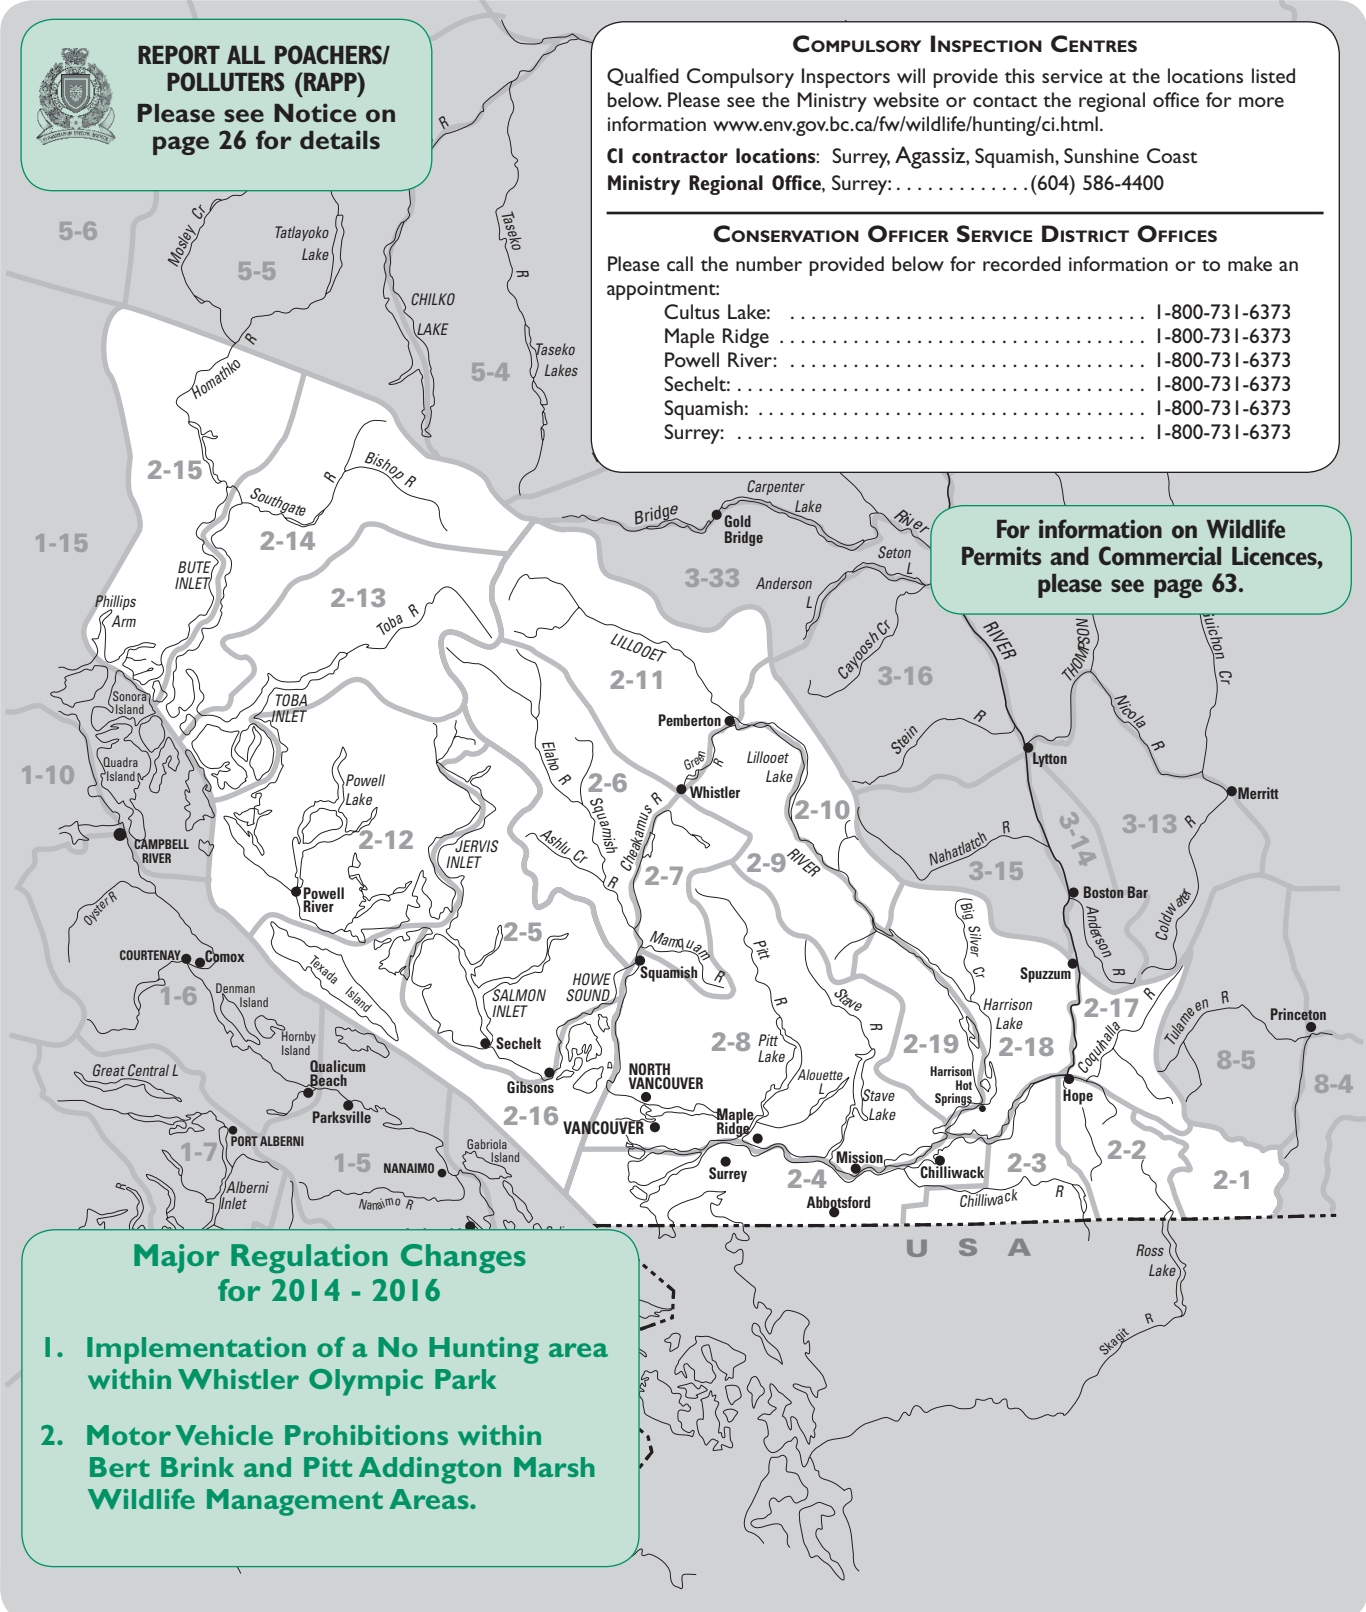 REPORT ALL POACHERS/
POLLUTERS (RAPP)
Please see Notice on
page 26 for details
COMPULSORY INSPECTION CENTRES
Qualfied Compulsory Inspectors will provide this service at the locations listed
below. Please see the Ministry website or contact the regional office for more
information www.env.gov.bc.ca/fw/wildlife/hunting/ci.html.
CI contractor locations: Surrey, Agassiz, Squamish, Sunshine Coast
Ministry Regional Office, Surrey: . . . . . . . . . . . . . (604) 586-4400
CONSERVATION OFFICER SERVICE DISTRICT OFFICES
Please call the number provided below for recorded information or to make an
appointment:
Cultus Lake: . . . . . . . . . . . . . . . . . . . . . . . . . . . . . . . . . . 1-800-731-6373
Maple Ridge . . . . . . . . . . . . . . . . . . . . . . . . . . . . . . . . . . . 1-800-731-6373
Powell River: . . . . . . . . . . . . . . . . . . . . . . . . . . . . . . . . . . 1-800-731-6373
Sechelt: . . . . . . . . . . . . . . . . . . . . . . . . . . . . . . . . . . . . . . . 1-800-731-6373
Squamish: . . . . . . . . . . . . . . . . . . . . . . . . . . . . . . . . . . . . . 1-800-731-6373
Surrey: . . . . . . . . . . . . . . . . . . . . . . . . . . . . . . . . . . . . . . . 1-800-731-6373
R
5-6
Mosley Cr
Tatlayoko
Lake
5-5
Taseko R
CHILKO
LAKE
5-4
Taseko
Lakes
Homathko R
2-15
Southgate R
Bishop R
2-14
1-15
BUTE
INLET
2-13
Toba R
Phillips
Arm
Bridge
River
Gold
Bridge
Carpenter
Lake
Seton
L
3-33
Anderson
L
For information on Wildlife
Permits and Commercial Licences,
please see page 63.
Cayoosh Cr
3-16
RIVER
THOMPSON
Guichon Cr
LILLOOET
2-11
Pemberton
Sonora
Island
TOBA
INLET
Stein R
Nicola R
Lytton
Merritt
Quadra
Island
1-10
Elaho R
2-6
Green R
Lillooet
Lake
Whistler
Powell
Lake
2-12
JERVIS
INLET
Squamish R
Ashlu Cr
Cheakamus R
2-10
RIVER
2-9
2-7
3-14
3-13
Nahatlatch R
3-15
Boston Bar
Anderson R
Coldwater R
CAMPBELL
RIVER
Powell
River
Oyster R
2-5
Mamquam R
Pitt R
Big Silver Cr
Spuzzum
COURTENAY
Comox
1-6
Denman
Island
Texada Island
HOWE
SOUND
Squamish
SALMON
INLET
Stave R
Harrison
Lake
2-17
Coquihalla R
Tulameen R
Princeton
8-5
8-4
Hornby
Island
Sechelt
2-8
Pitt
Lake
2-19
2-18
Great Central L
Qualicum
Beach
Gibsons
NORTH
VANCOUVER
Alouette
L
Stave
Lake
Harrison
Hot
Springs
Hope
Parksville
2-16
VANCOUVER
Maple
Ridge
PORT ALBERNI
1-7
1-5
Gabriola
Island
NANAIMO
Surrey
Mission
2-4
Chilliwack
2-3
2-2
2-1
Alberni
Inlet
Nanaimo R
Abbotsford
Chilliwack R
U S A
Ross
Lake
Skagit R
Major Regulation Changes
for 2014 - 2016
1. Implementation of a No Hunting area
within Whistler Olympic Park
2. Motor Vehicle Prohibitions within
Bert Brink and Pitt Addington Marsh
Wildlife Management Areas.